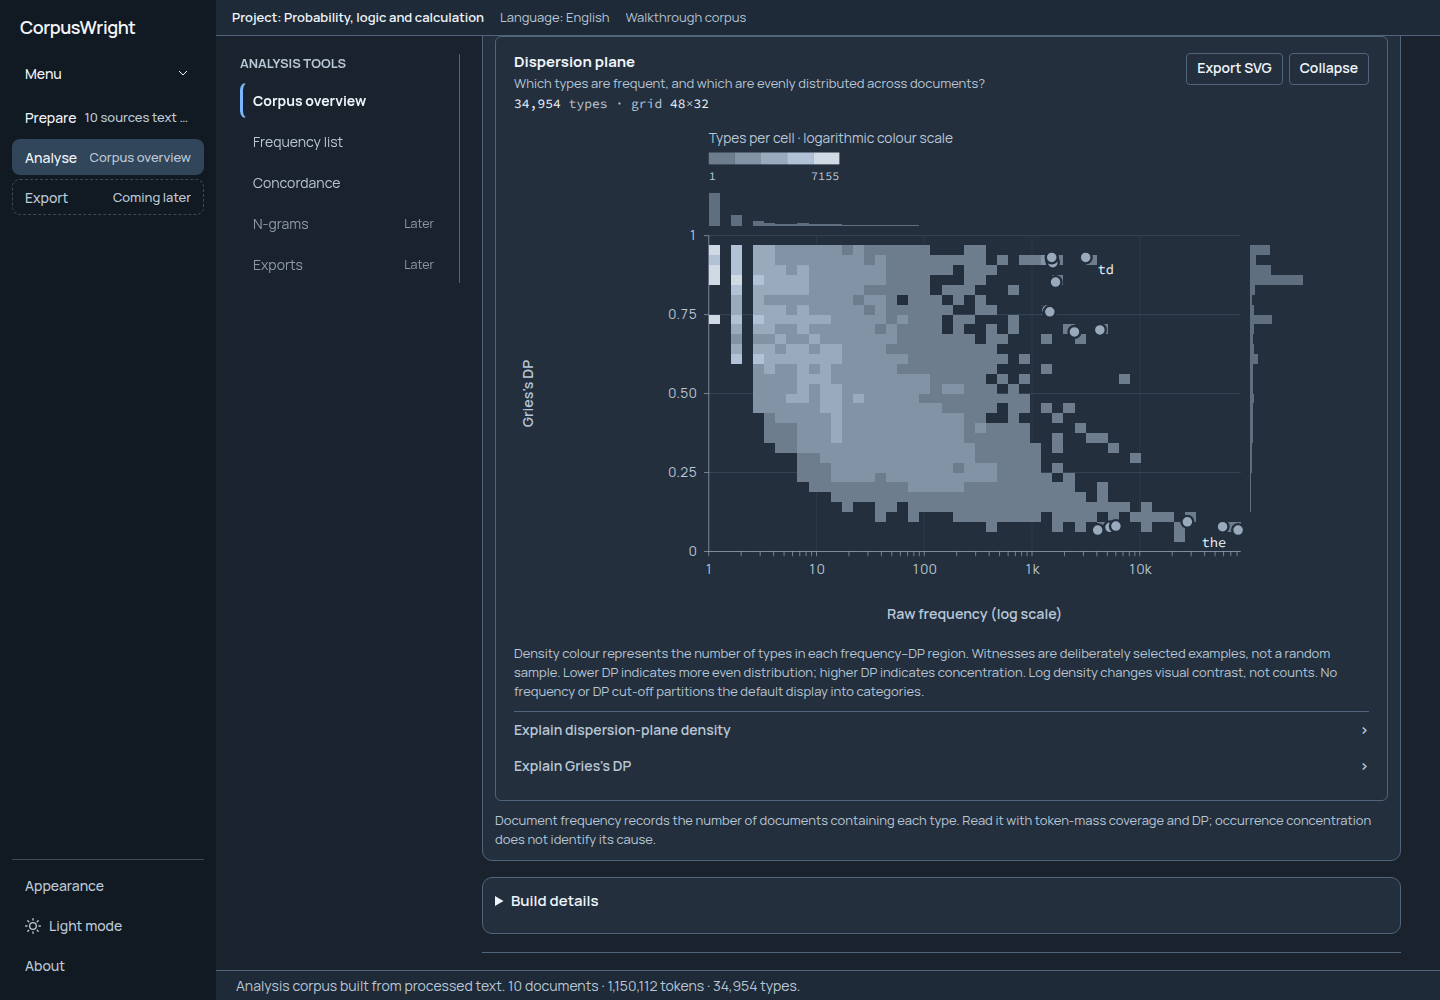 CorpusWright
Menu
Prepare 10 sources text ...
Analyse Corpus overview
Export Coming later
Appearance
Light mode
About
Project: Probability, logic and calculation Language: English Walkthrough corpus
ANALYSIS TOOLS
Corpus overview
Frequency list
Concordance
N-grams Later
Exports Later
Dispersion plane
Which types are frequent, and which are evenly distributed across documents?
34,954 types · grid 48×32
Export SVG
Collapse
Types per cell · logarithmic colour scale
1 7155
Gries's DP
1
0.75
0.50
0.25
0
td
the
1 10 100 1k 10k
Raw frequency (log scale)
Density colour represents the number of types in each frequency–DP region. Witnesses are deliberately selected examples, not a random
sample. Lower DP indicates more even distribution; higher DP indicates concentration. Log density changes visual contrast, not counts. No
frequency or DP cut-off partitions the default display into categories.
Explain dispersion-plane density
Explain Gries's DP
Document frequency records the number of documents containing each type. Read it with token-mass coverage and DP; occurrence concentration
does not identify its cause.
Build details
Analysis corpus built from processed text. 10 documents · 1,150,112 tokens · 34,954 types.